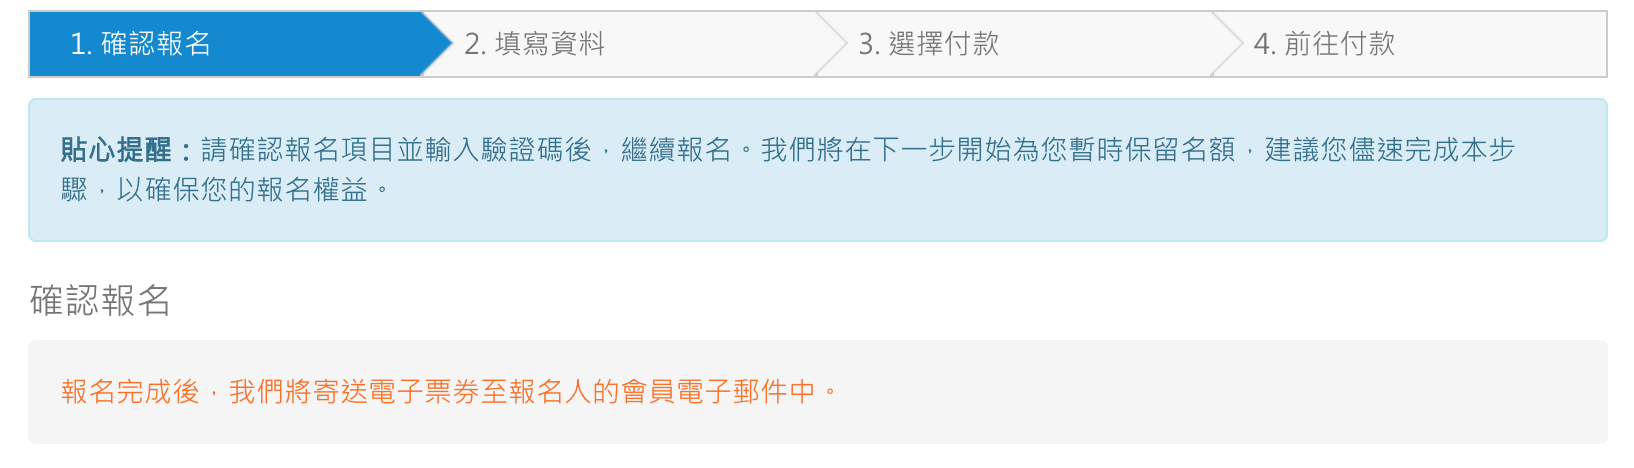 1. 確認報名
2. 填寫資料
3. 選擇付款
4. 前往付款
貼心提醒：請確認報名項目並輸入驗證碼後，繼續報名。我們將在下一步開始為您暫時保留名額，建議您儘速完成本步
驟，以確保您的報名權益。
確認報名
報名完成後，我們將寄送電子票券至報名人的會員電子郵件中。